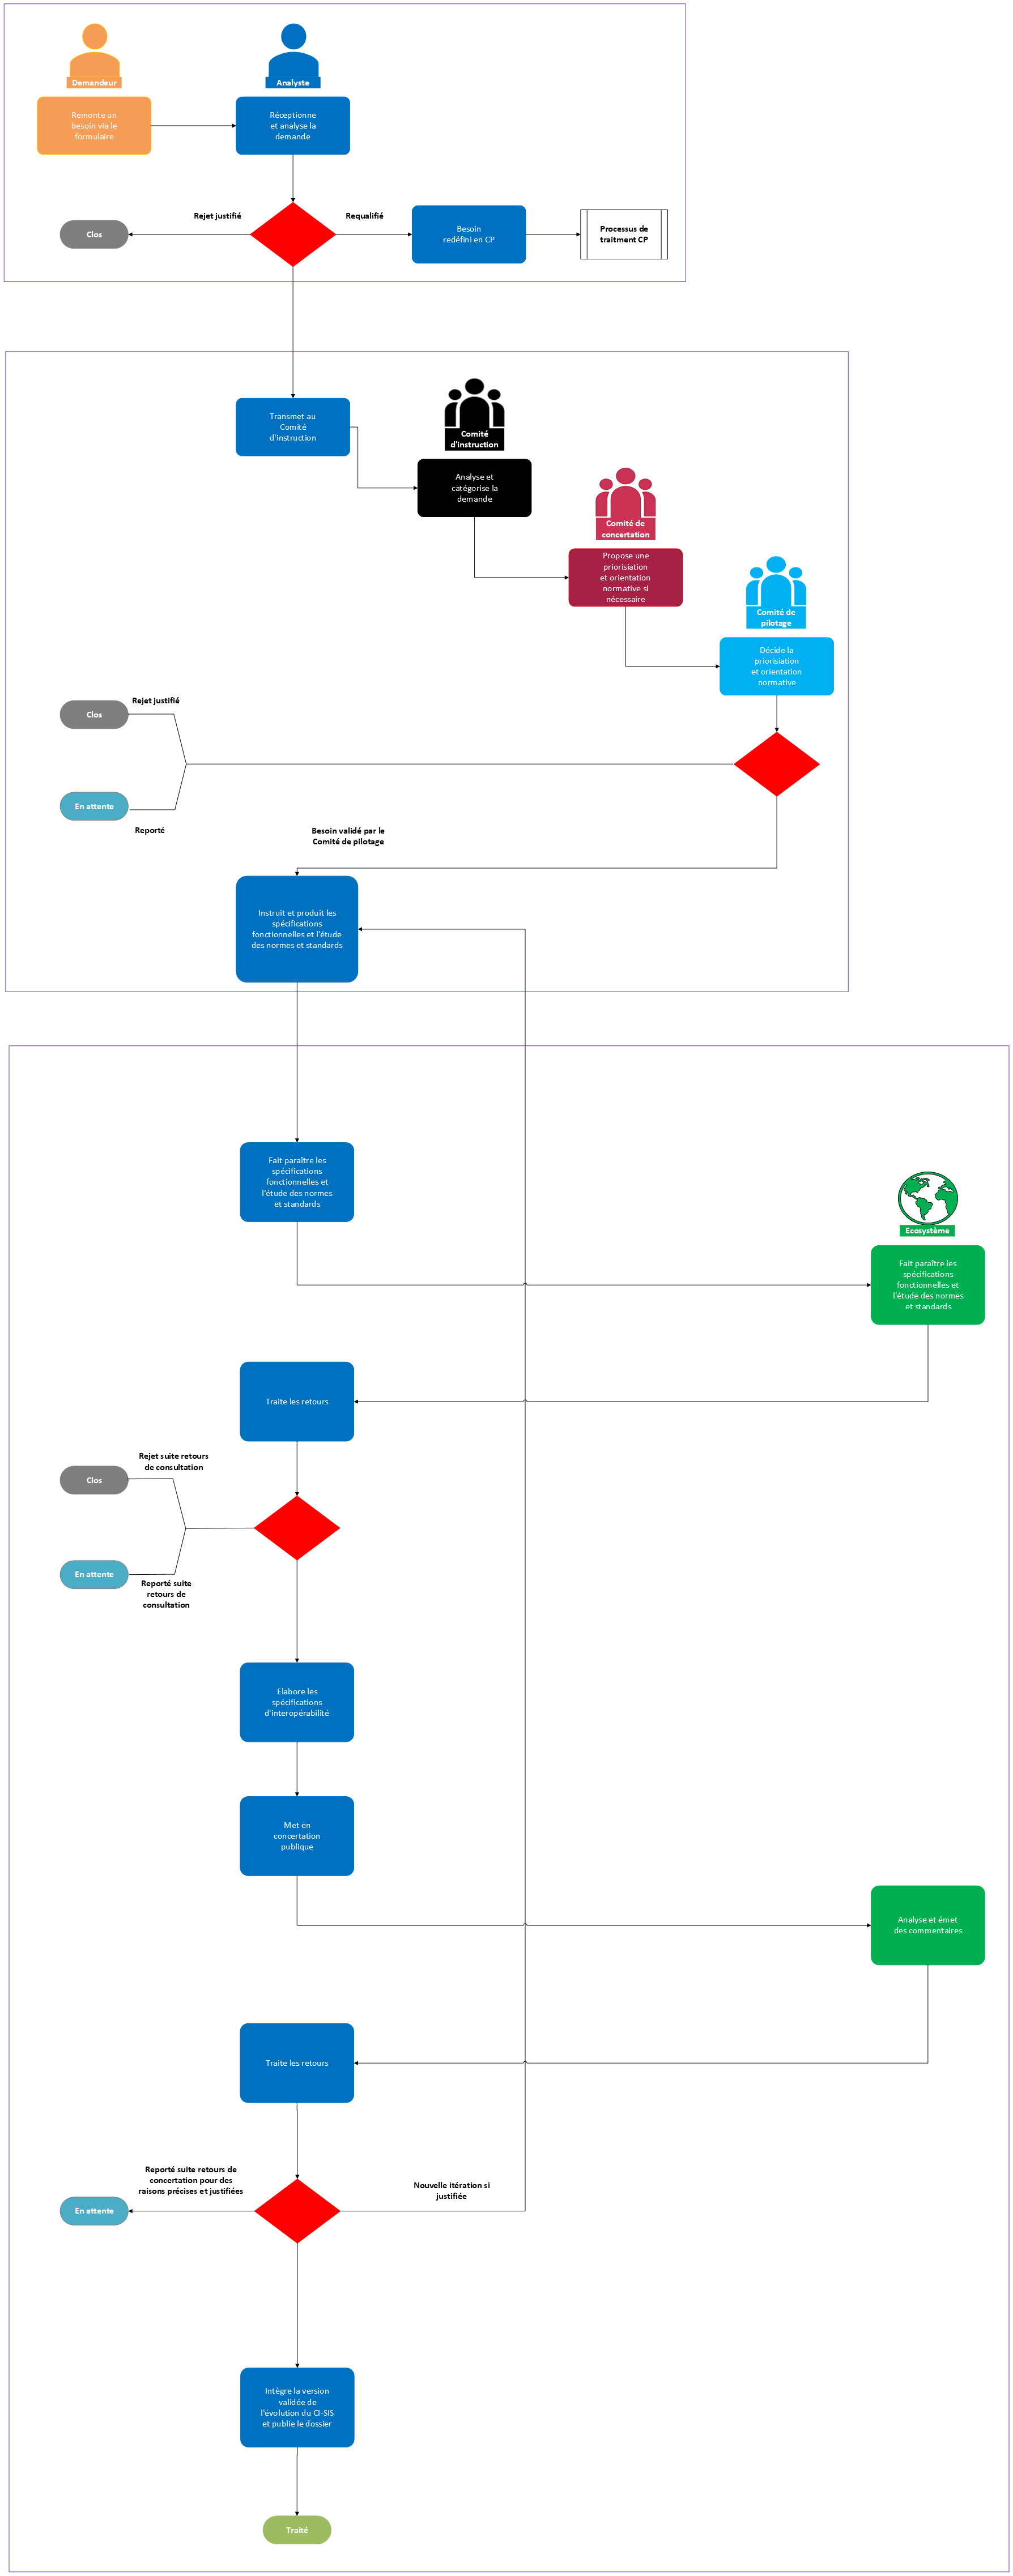 Demandeur
Analyste
Remonte un
besoin via le
formulaire
Réceptionne
et analyse la
demande
Rejet justifié
Requalifié
Clos
Besoin
redéfini en CP
Processus de
traitement CP
Transmet au
Comité
d’instruction
Comité
d’instruction
Analyse et
catégorise la
demande
Comité de
concertation
Propose une
priorisiation
et orientation
normative si
nécessaire
Comité de
pilotage
Décide la
priorisiation
et orientation
normative
Rejet justifié
Clos
En attente
Reporté
Besoin validé par le
Comité de pilotage
Instruit et produit les
spécifications
fonctionnelles et l’étude
des normes et standards
Fait paraître les
spécifications
fonctionnelles et
l’étude des normes
et standards
Ecosystème
Fait paraître les
spécifications
fonctionnelles et
l’étude des normes
et standards
Traite les retours
Rejet suite retours
de consultation
Clos
En attente
Reporté suite
retours de
consultation
Elabore les
spécifications
d’interopérabilité
Met en
concertation
publique
Analyse et émet
des commentaires
Traite les retours
Reporté suite retours de
concertation pour des
raisons précises et justifiées
Nouvelle itération si
justifiée
En attente
Intègre la version
validée de
l’évolution du CI-SIS
et publie le dossier
Traité